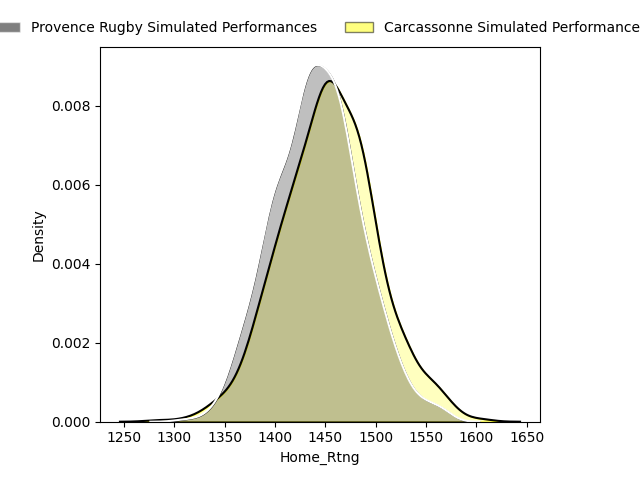 Provence Rugby Simulated Performances
Carcassonne Simulated Performance
Density
0.008
0.006
0.004
0.002
0.000
1250 1300 1350 1400 1450 1500 1550 1600 1650
Home_Rtng